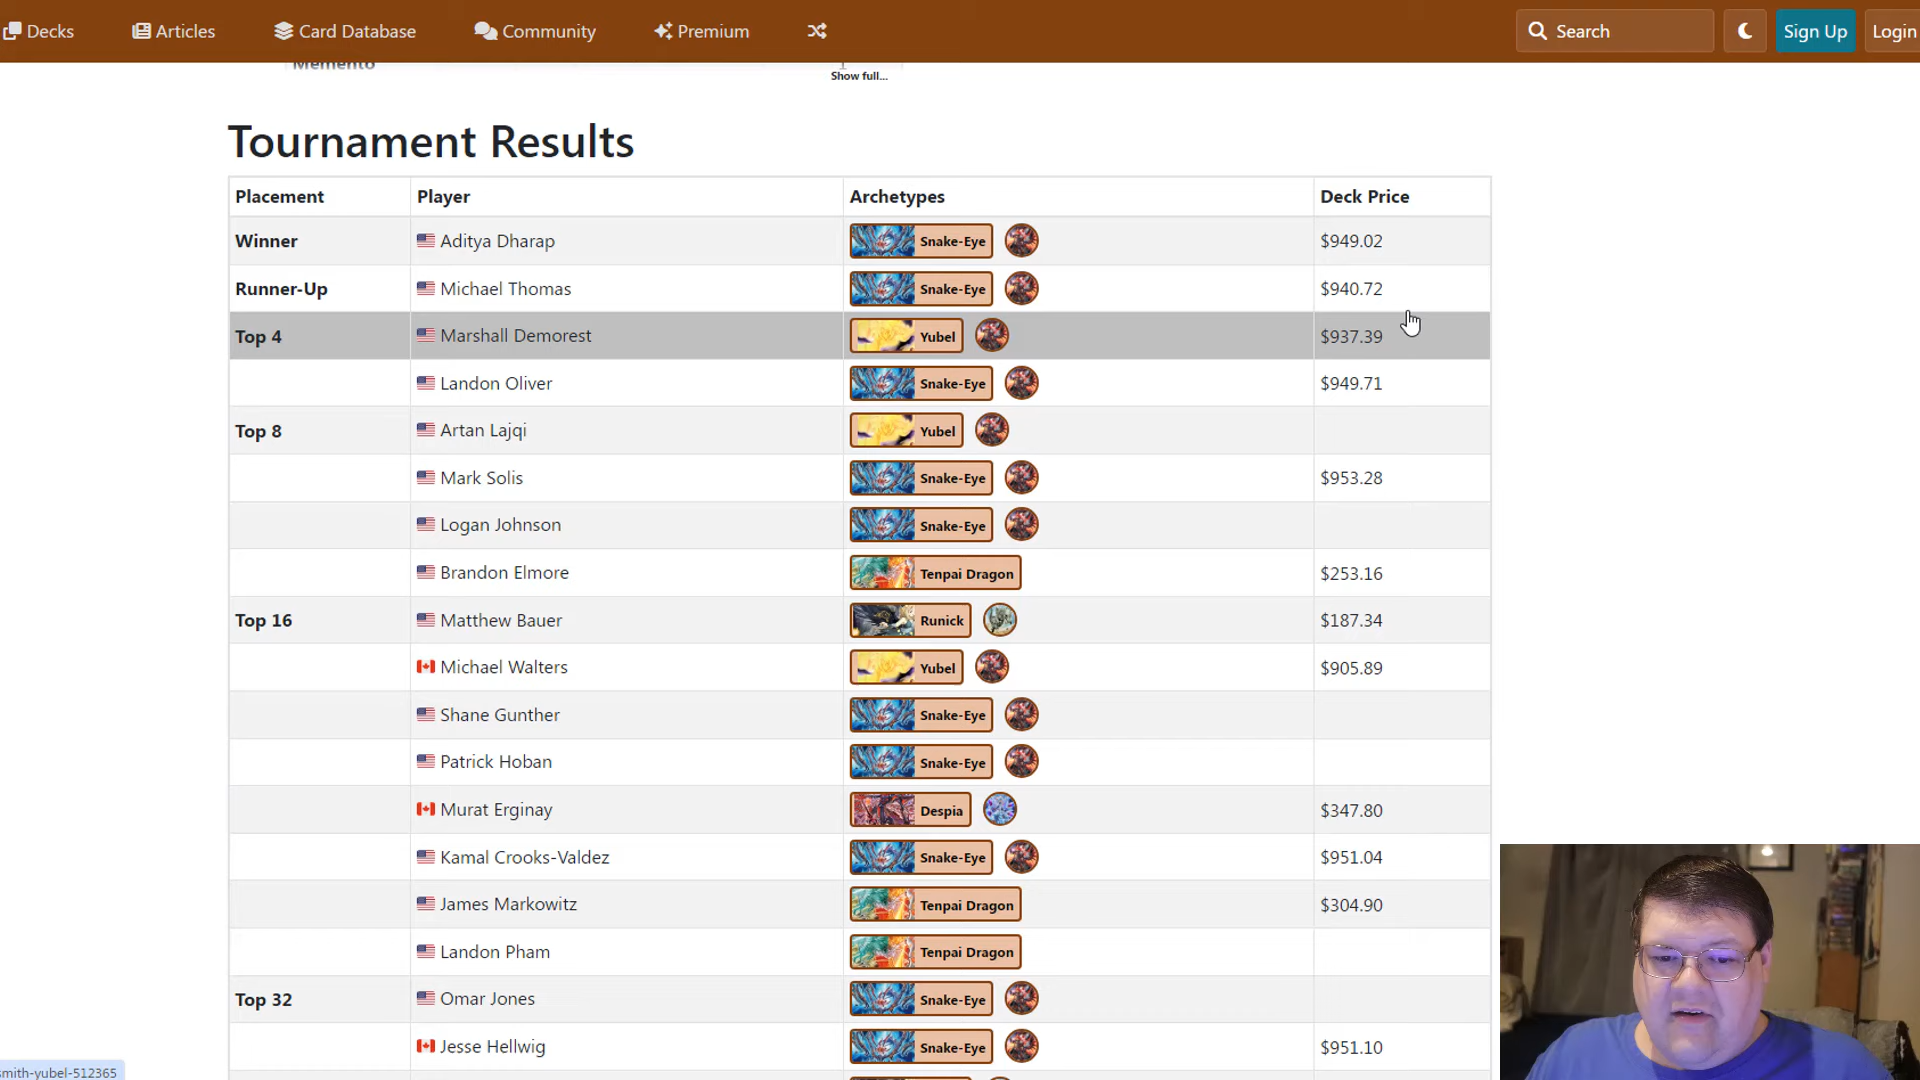 Decks Articles Card Database Community Premium Search Sign Up Login
Memento
Show full...
Tournament Results
Placement Player Archetypes Deck Price
Winner Aditya Dharap Snake-Eye $949.02
Runner-Up Michael Thomas Snake-Eye $940.72
Top 4 Marshall Demorest Yubel $937.39
Landon Oliver Snake-Eye $949.71
Top 8 Artan Lajqi Yubel
Mark Solis Snake-Eye $953.28
Logan Johnson Snake-Eye
Brandon Elmore Tenpai Dragon $253.16
Top 16 Matthew Bauer Runick $187.34
Michael Walters Yubel $905.89
Shane Gunther Snake-Eye
Patrick Hoban Snake-Eye
Murat Erginay Despia $347.80
Kamal Crooks-Valdez Snake-Eye $951.04
James Markowitz Tenpai Dragon $304.90
Landon Pham Tenpai Dragon
Top 32 Omar Jones Snake-Eye
Jesse Hellwig Snake-Eye $951.10
smith-yubel-512365